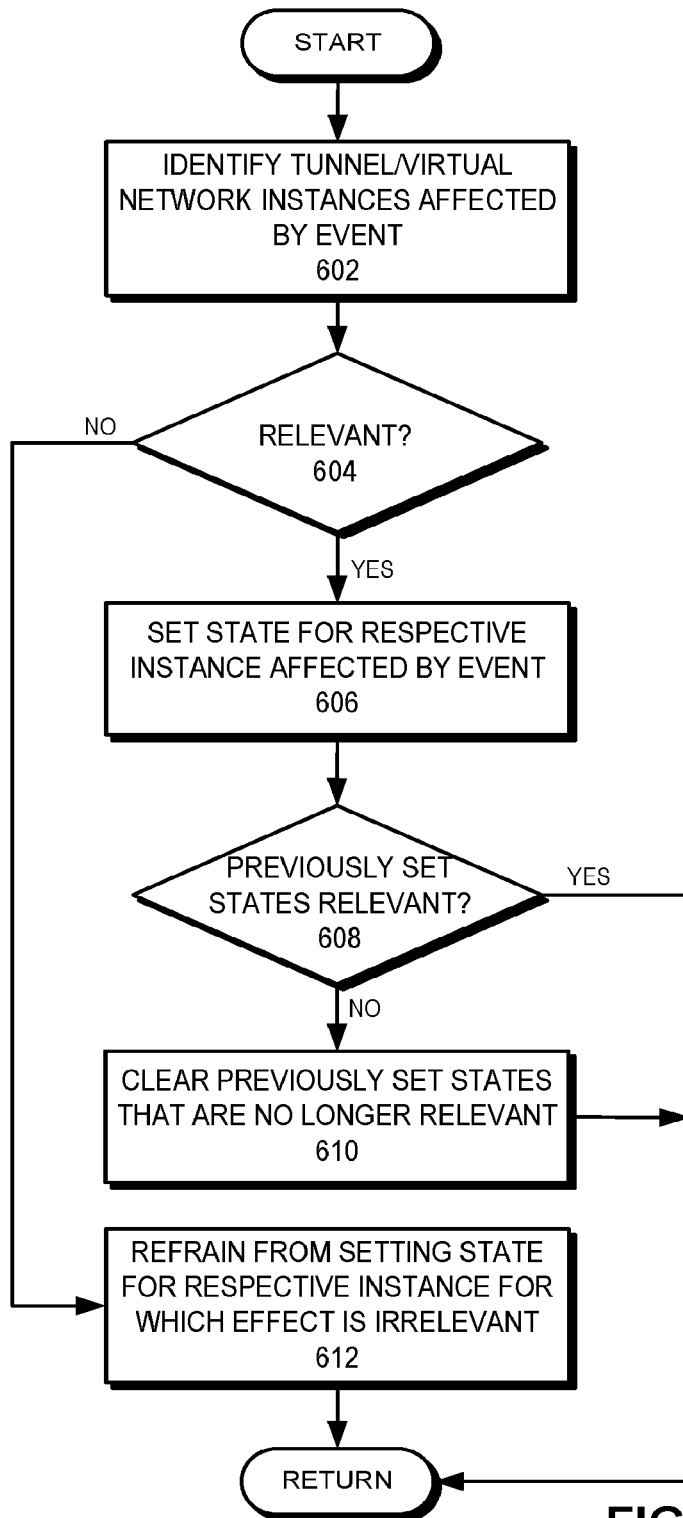 START
IDENTIFY TUNNEL/VIRTUAL
NETWORK INSTANCES AFFECTED
BY EVENT
602
NO
RELEVANT?
604
YES
SET STATE FOR RESPECTIVE
INSTANCE AFFECTED BY EVENT
606
PREVIOUSLY SET
STATES RELEVANT?
608
YES
NO
CLEAR PREVIOUSLY SET STATES
THAT ARE NO LONGER RELEVANT
610
REFRAIN FROM SETTING STATE
FOR RESPECTIVE INSTANCE FOR
WHICH EFFECT IS IRRELEVANT
612
RETURN
FIG